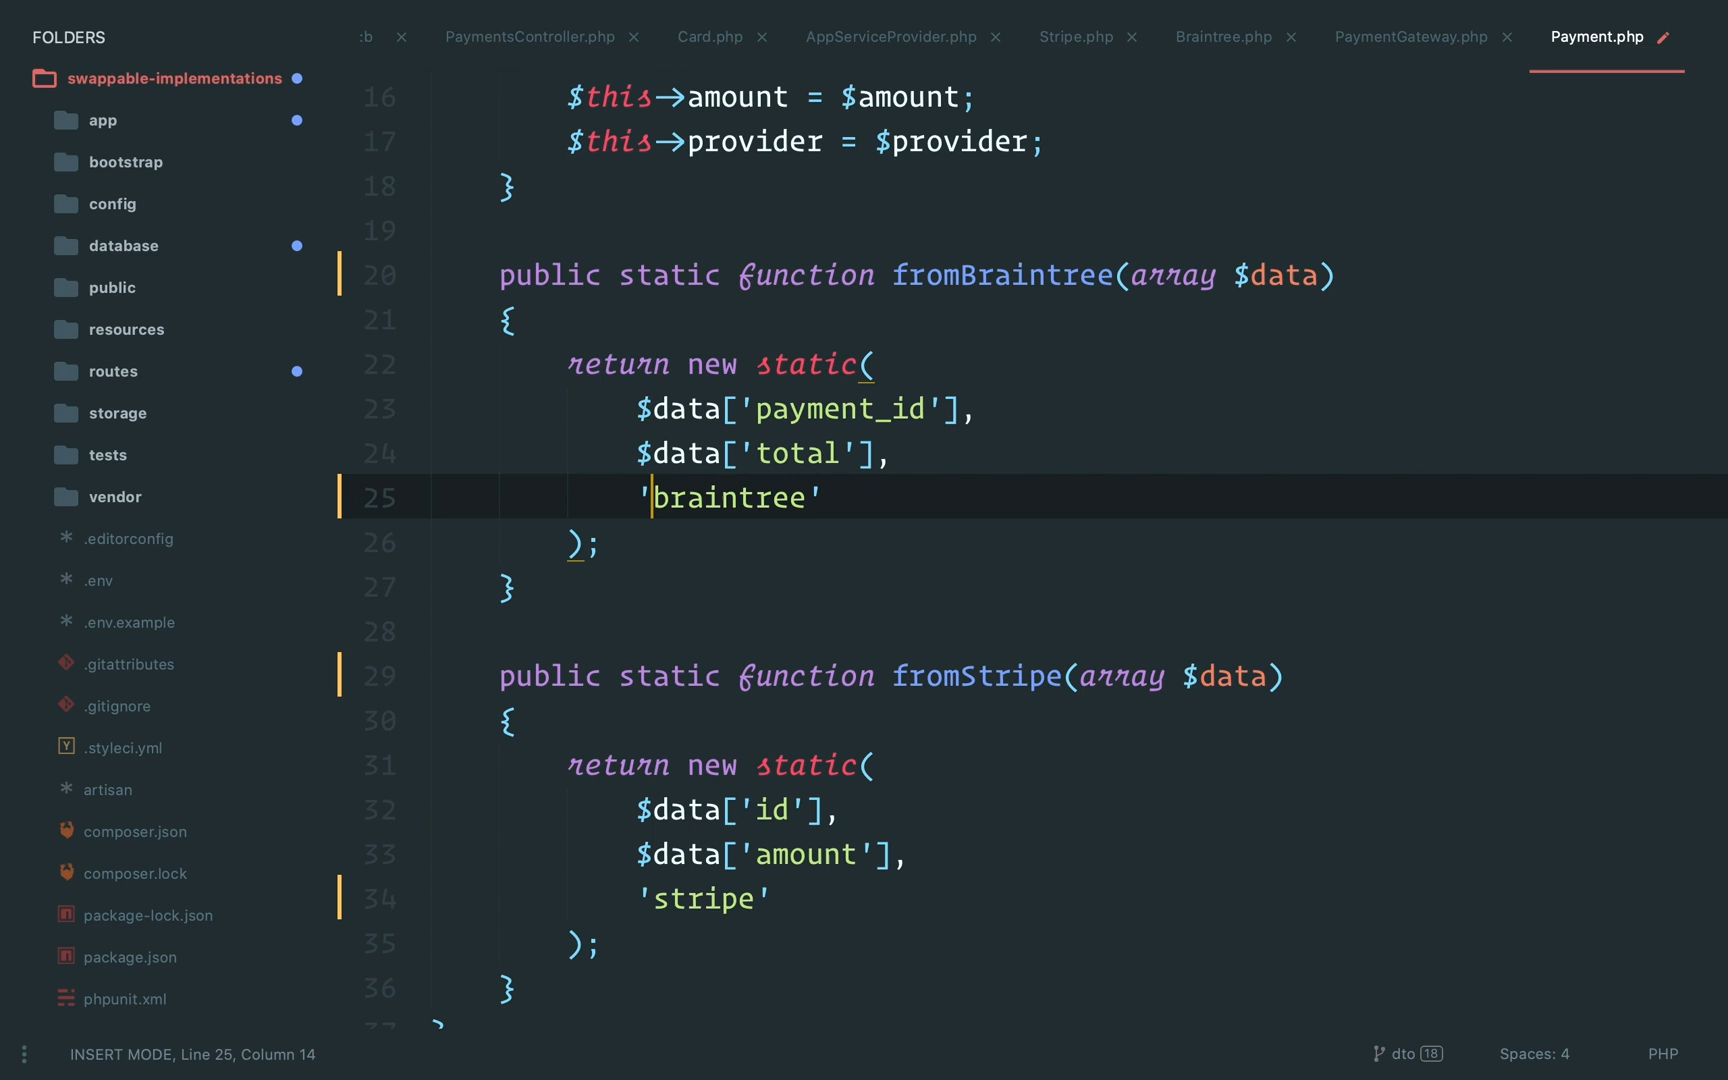 FOLDERS
:b × PaymentsController.php × Card.php × AppServiceProvider.php × Stripe.php × Braintree.php × PaymentGateway.php × Payment.php
swappable-implementations
app
bootstrap
config
database
public
resources
routes
storage
tests
vendor
.editorconfig
.env
.env.example
.gitattributes
.gitignore
.styleci.yml
artisan
composer.json
composer.lock
package-lock.json
package.json
phpunit.xml
16 $this->amount = $amount;
17 $this->provider = $provider;
18 }
19
20 public static function fromBraintree(array $data)
21 {
22 return new static(
23 $data['payment_id'],
24 $data['total'],
25 'braintree'
26 );
27 }
28
29 public static function fromStripe(array $data)
30 {
31 return new static(
32 $data['id'],
33 $data['amount'],
34 'stripe'
35 );
36 }
INSERT MODE, Line 25, Column 14
dto 18 Spaces: 4 PHP